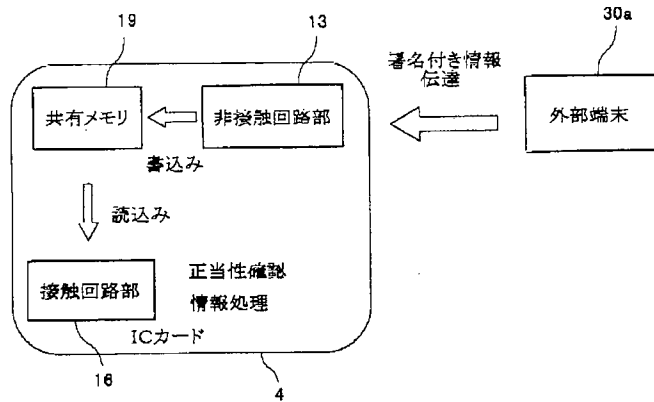 19
13
30a
署名付き情報
伝達
共有メモリ
非接触回路部
外部端末
書込み
読込み
接触回路部
正当性確認
情報処理
ICカード
16
4